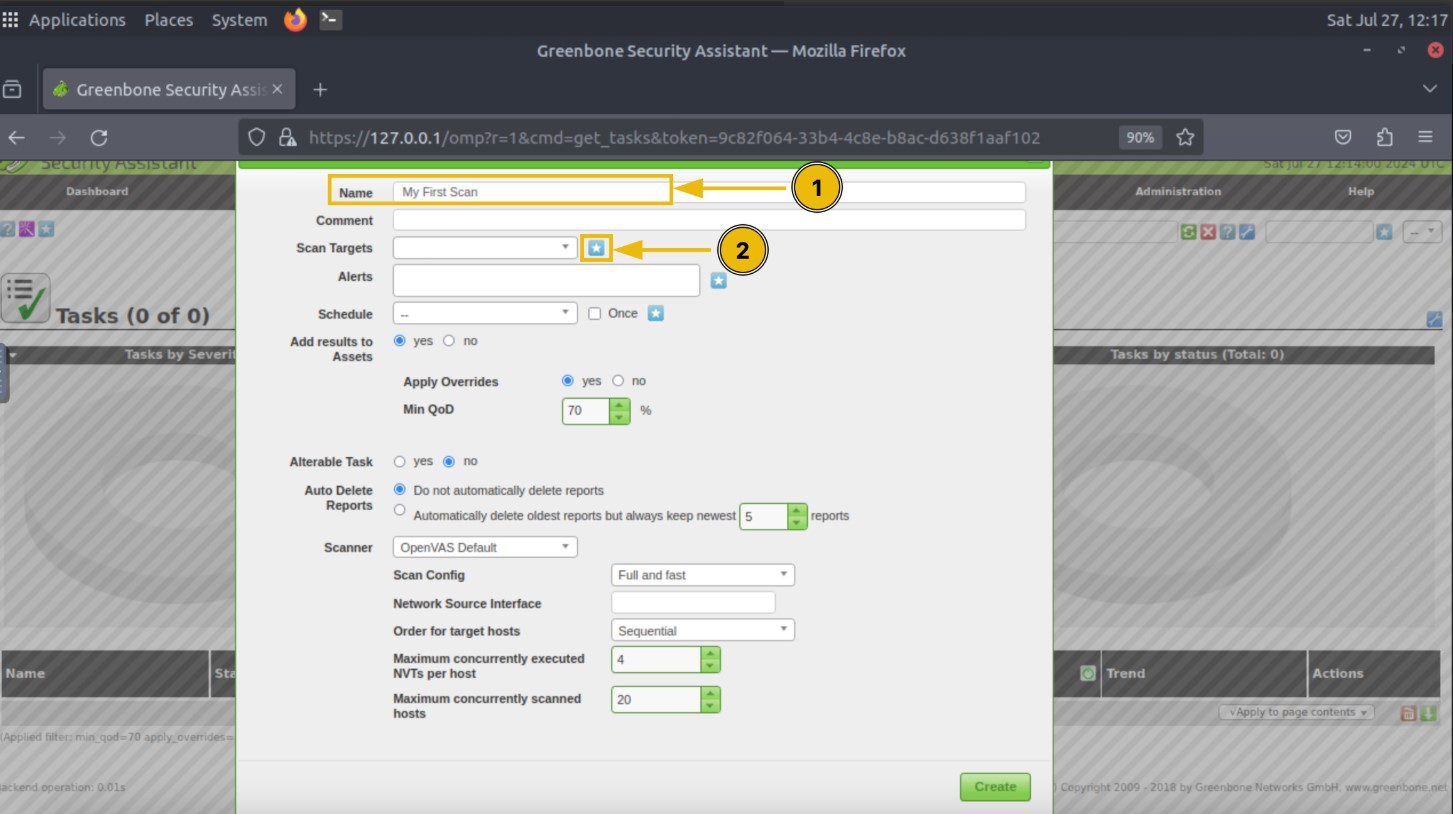 Applications Places System Sat Jul 27, 12:17
Greenbone Security Assistant — Mozilla Firefox
Greenbone Security Assis
https://127.0.0.1/omp?r=1&cmd=get_tasks&token=9c82f064-33b4-4c8e-b8ac-d638f1aaf102 90%
Security Assistant Sat Jul 27 12:14:00 2024 UTC
Dashboard Administration Help
Name My First Scan 1
Comment
Scan Targets 2
--
Alerts
Tasks (0 of 0)
Schedule -- Once
Add results to yes no
Assets
Tasks by Severit Tasks by status (Total: 0)
Apply Overrides yes no
Min QoD 70 %
Alterable Task yes no
Auto Delete Do not automatically delete reports
Reports
Automatically delete oldest reports but always keep newest 5 reports
Scanner OpenVAS Default
Scan Config Full and fast
Network Source Interface
Order for target hosts Sequential
Maximum concurrently executed 4
NVTs per host
Name Sta Trend Actions
Maximum concurrently scanned 20
hosts
√Apply to page contents
(Applied filter: min_qod=70 apply_overrides=
Backend operation: 0.01s Create Copyright 2009 - 2018 by Greenbone Networks GmbH, www.greenbone.net